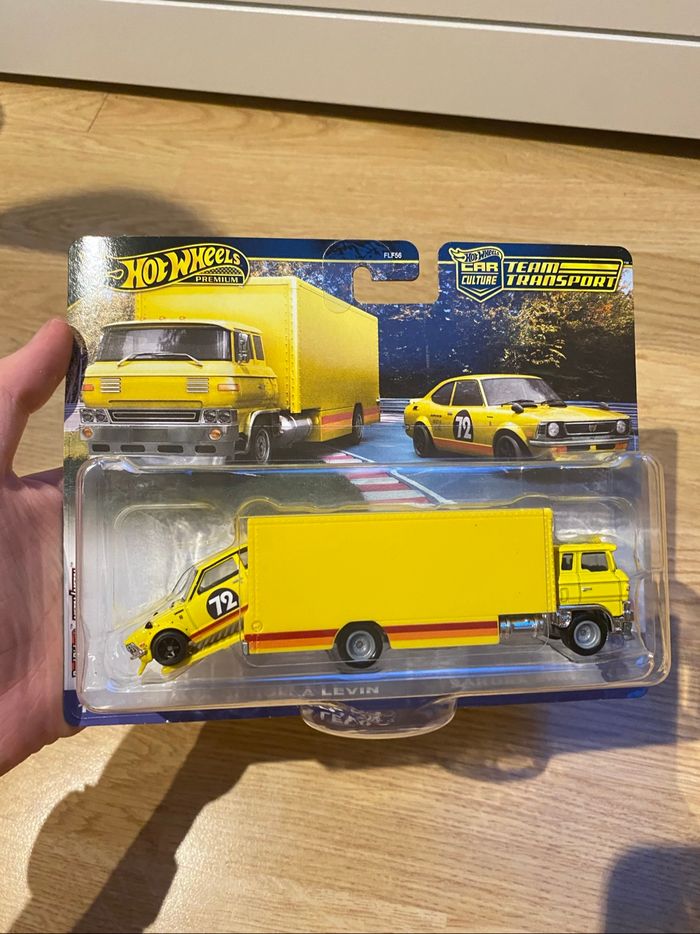 HOT WHEELS
PREMIUM
FLF56
HOT WHEELS
CAR
CULTURE
TEAM
TRANSPORT
72
72
LEVIN